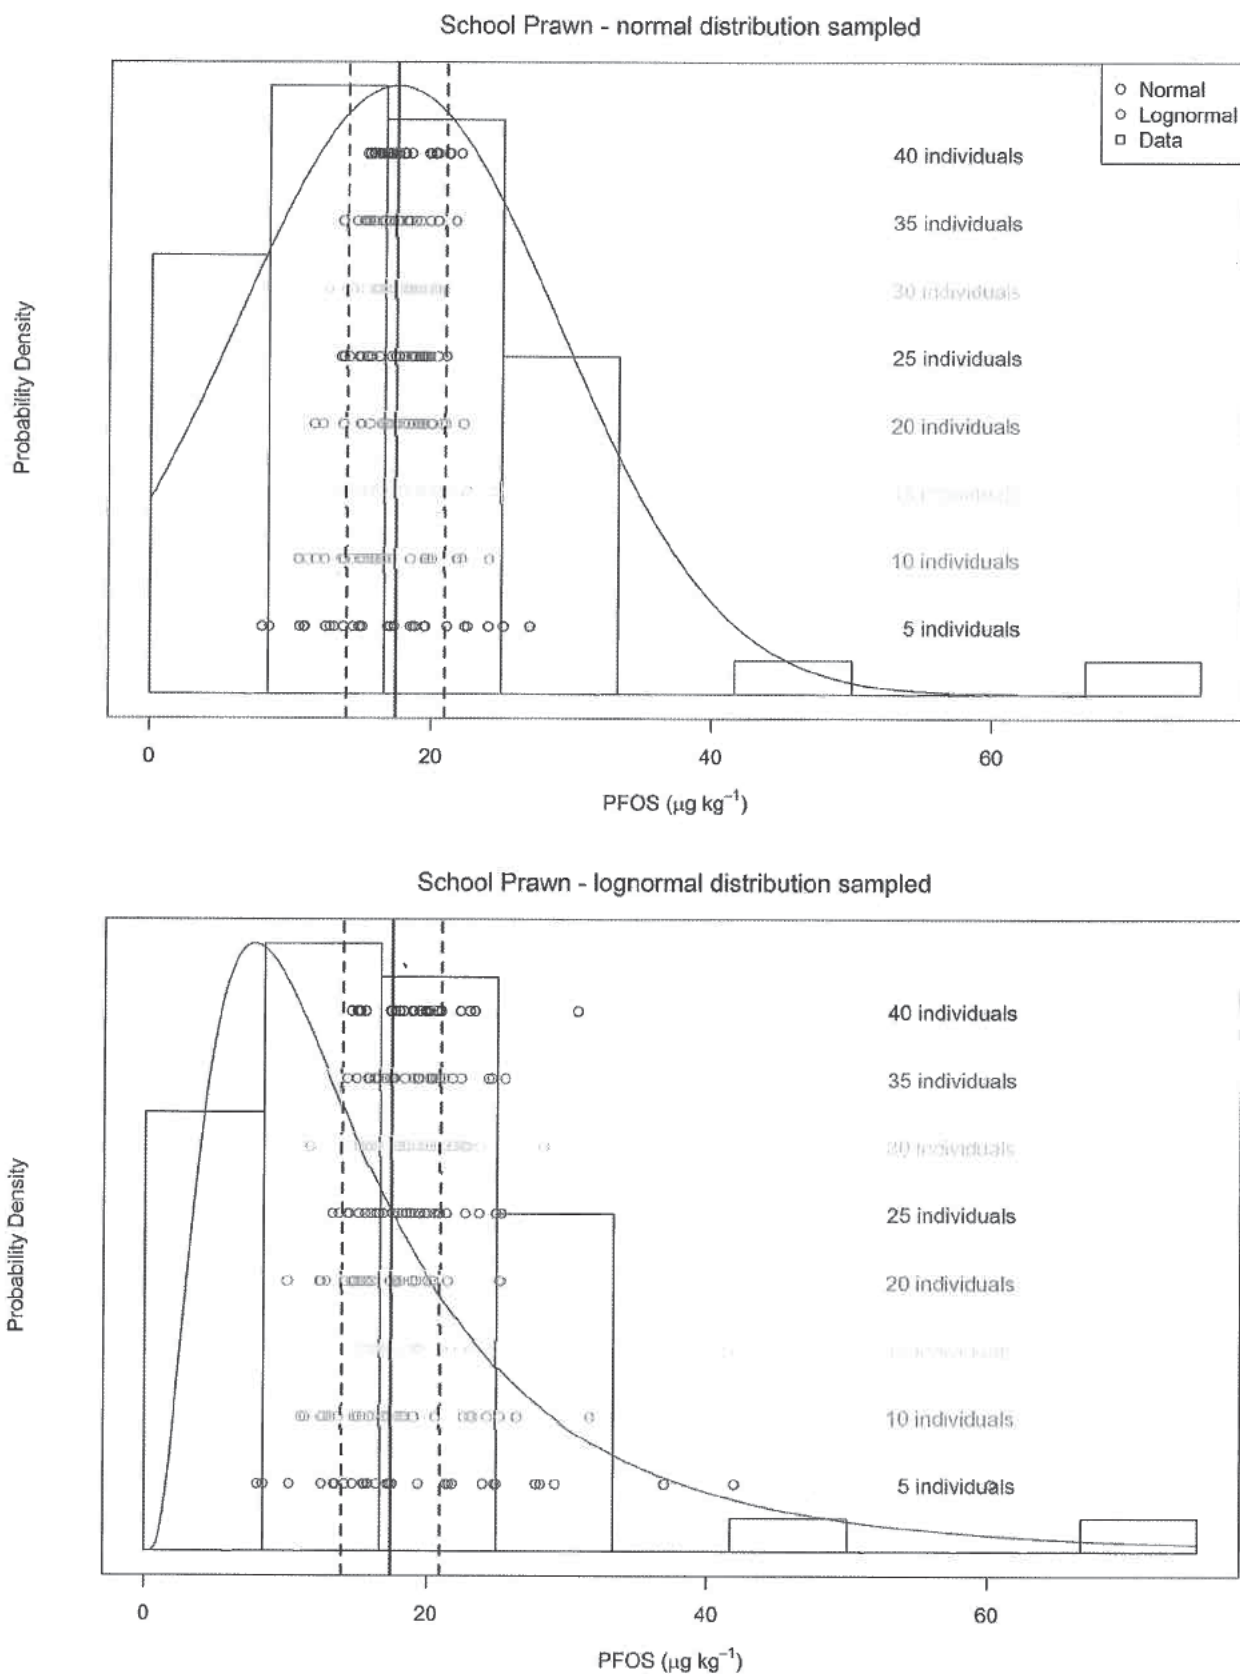 School Prawn - normal distribution sampled
Normal
Lognormal
Data
40 individuals
35 individuals
30 individuals
25 individuals
20 individuals
10 individuals
5 individuals
Probability Density
0
20
40
60
PFOS (μg kg⁻¹)
School Prawn - lognormal distribution sampled
40 individuals
35 individuals
30 individuals
25 individuals
20 individuals
10 individuals
5 individuals
Probability Density
0
20
40
60
PFOS (μg kg⁻¹)